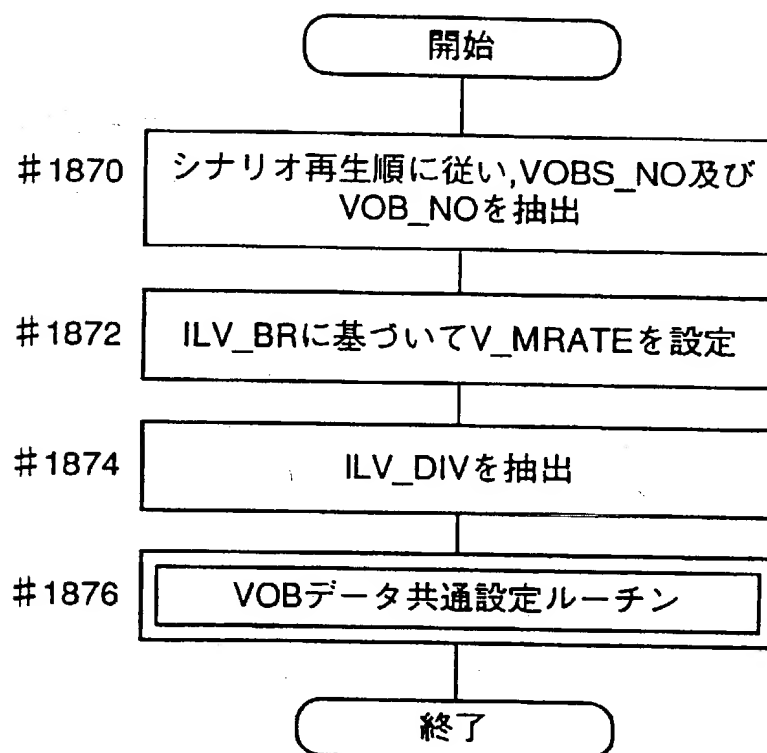 開始
#1870
シナリオ再生順に従い,VOBS_NO及び
VOB_NOを抽出
#1872
ILV_BRに基づいてV_MRATEを設定
#1874
ILV_DIVを抽出
#1876
VOBデータ共通設定ルーチン
終了